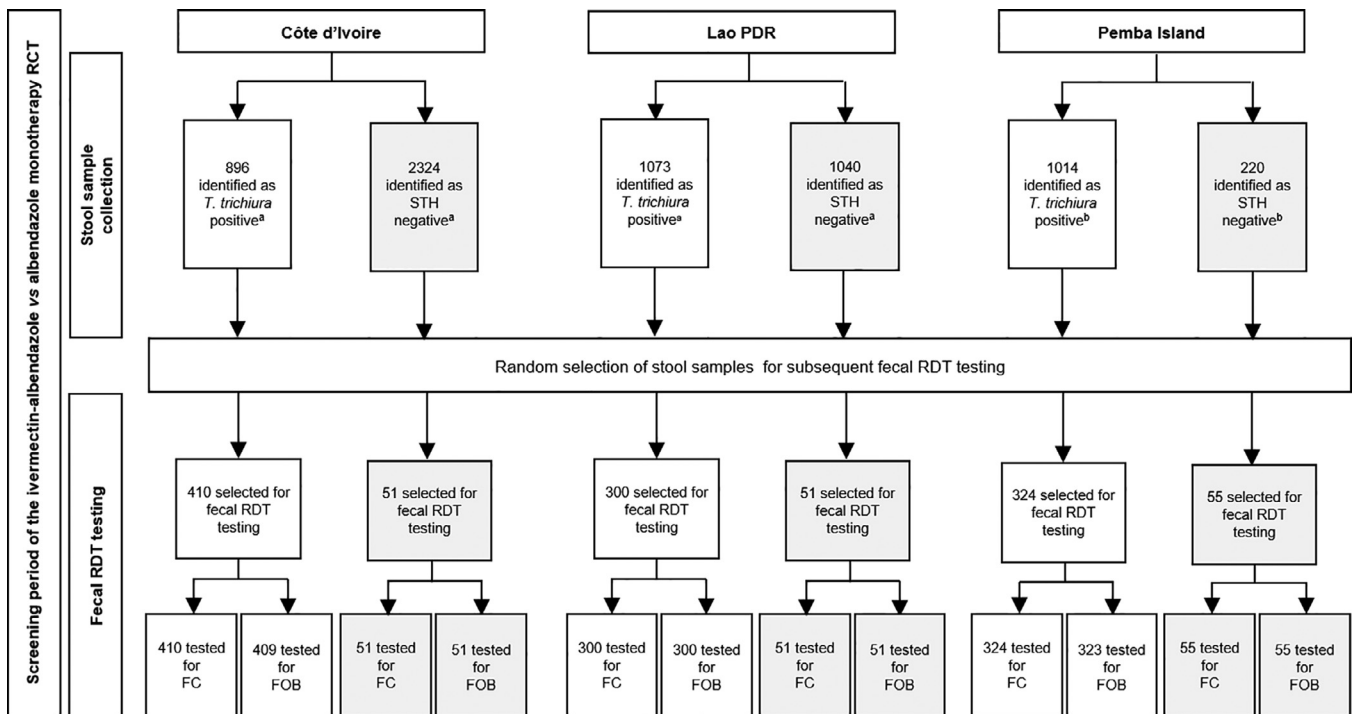 Screening period of the ivermectin-albendazole vs albendazole monotherapy RCT
Stool sample
collection
Fecal RDT testing
Côte d'Ivoire
Lao PDR
Pemba Island
896
identified as
T. trichiura
positiveᵃ
2324
identified as
STH
negativeᵃ
1073
identified as
T. trichiura
positiveᵃ
1040
identified as
STH
negativeᵃ
1014
identified as
T. trichiura
positiveᵇ
220
identified as
STH
negativeᵇ
Random selection of stool samples for subsequent fecal RDT testing
410 selected for
fecal RDT
testing
51 selected for
fecal RDT
testing
300 selected for
fecal RDT
testing
51 selected for
fecal RDT
testing
324 selected for
fecal RDT
testing
55 selected for
fecal RDT
testing
410 tested
for
FC
409 tested
for
FOB
51 tested
for
FC
51 tested
for
FOB
300 tested
for
FC
300 tested
for
FOB
51 tested
for
FC
51 tested
for
FOB
324 tested
for
FC
323 tested
for
FOB
55 tested
for
FC
55 tested
for
FOB